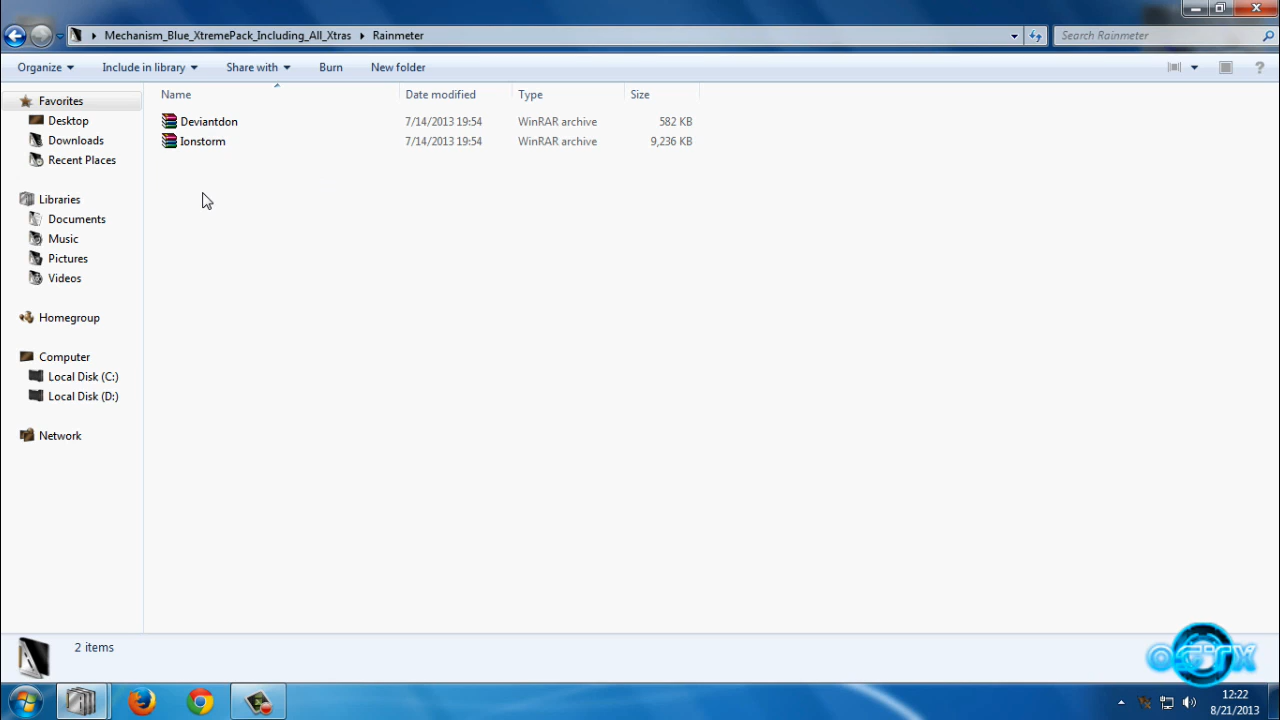 Mechanism_Blue_XtremePack_Including_All_Xtras Rainmeter Search Rainmeter
Organize Include in library Share with Burn New folder
Name Date modified Type Size
Favorites
Desktop
Downloads
Recent Places
Libraries
Documents
Music
Pictures
Videos
Homegroup
Computer
Local Disk (C:)
Local Disk (D:)
Network
Deviantdon 7/14/2013 19:54 WinRAR archive 582 KB
Ionstorm 7/14/2013 19:54 WinRAR archive 9,236 KB
2 items
12:22
8/21/2013